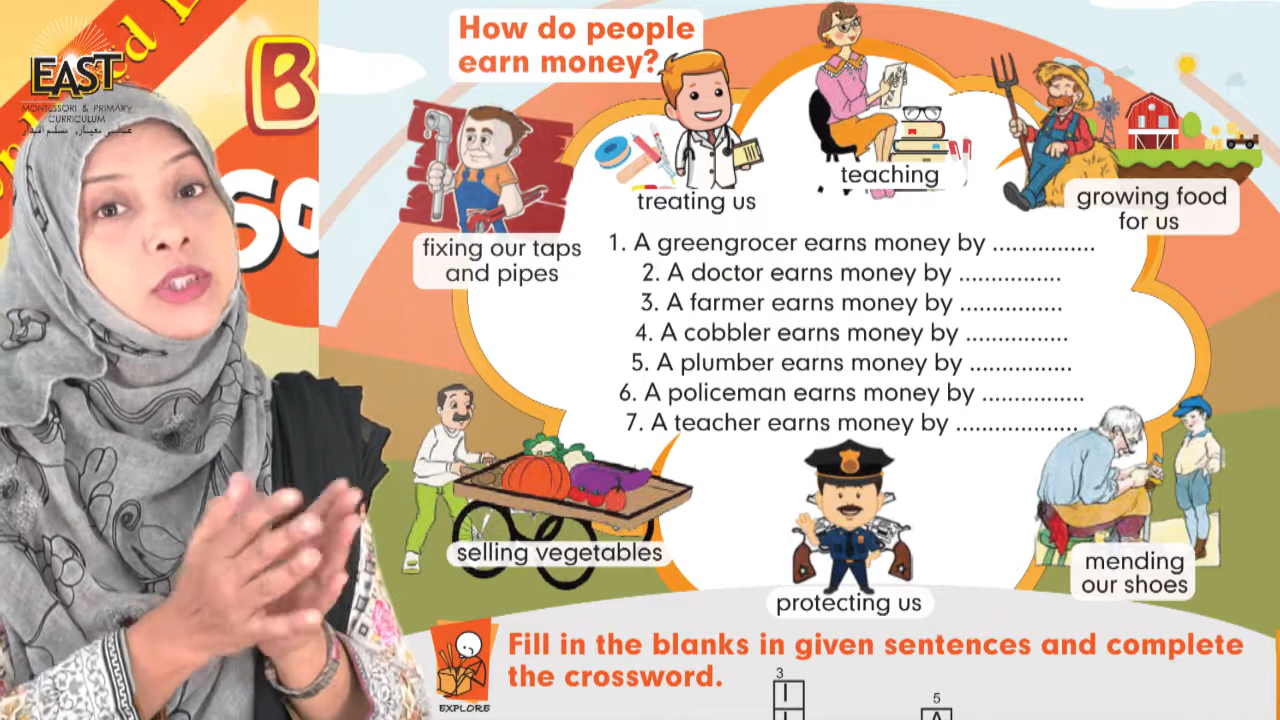 EAST
MONTESSORI & PRIMARY
CURRICULUM
How do people
earn money?
treating us
teaching
growing food
for us
fixing our taps
and pipes
1. A greengrocer earns money by .................
2. A doctor earns money by .................
3. A farmer earns money by .................
4. A cobbler earns money by .................
5. A plumber earns money by .................
6. A policeman earns money by .................
7. A teacher earns money by ....................
selling vegetables
protecting us
mending
our shoes
EXPLORE
Fill in the blanks in given sentences and complete
the crossword.
3
5